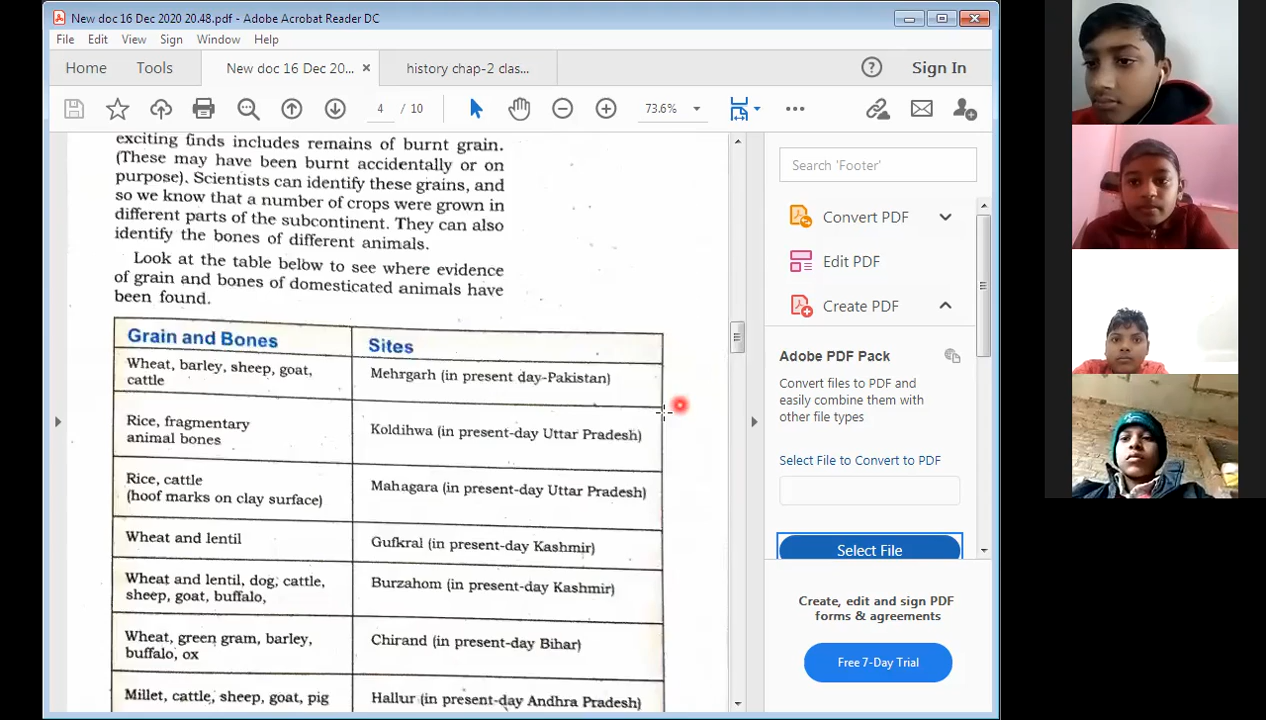 New doc 16 Dec 2020 20.48.pdf - Adobe Acrobat Reader DC
File Edit View Sign Window Help
Home Tools New doc 16 Dec 20... × history chap-2 clas... Sign In
4 / 10 73.6%
exciting finds includes remains of burnt grain.
(These may have been burnt accidentally or on
purpose). Scientists can identify these grains, and
so we know that a number of crops were grown in
different parts of the subcontinent. They can also
identify the bones of different animals.
Look at the table below to see where evidence
of grain and bones of domesticated animals have
been found.
Grain and Bones Sites
Wheat, barley, sheep, goat,
cattle
Mehrgarh (in present day-Pakistan)
Rice, fragmentary
animal bones
Koldihwa (in present-day Uttar Pradesh)
Rice, cattle
(hoof marks on clay surface)
Mahagara (in present-day Uttar Pradesh)
Wheat and lentil
Gufkral (in present-day Kashmir)
Wheat and lentil, dog, cattle,
sheep, goat, buffalo,
Burzahom (in present-day Kashmir)
Wheat, green gram, barley,
buffalo, ox
Chirand (in present-day Bihar)
Millet, cattle, sheep, goat, pig
Hallur (in present-day Andhra Pradesh)
Search 'Footer'
Convert PDF
Edit PDF
Create PDF
Adobe PDF Pack
Convert files to PDF and
easily combine them with
other file types
Select File to Convert to PDF
Select File
Create, edit and sign PDF
forms & agreements
Free 7-Day Trial